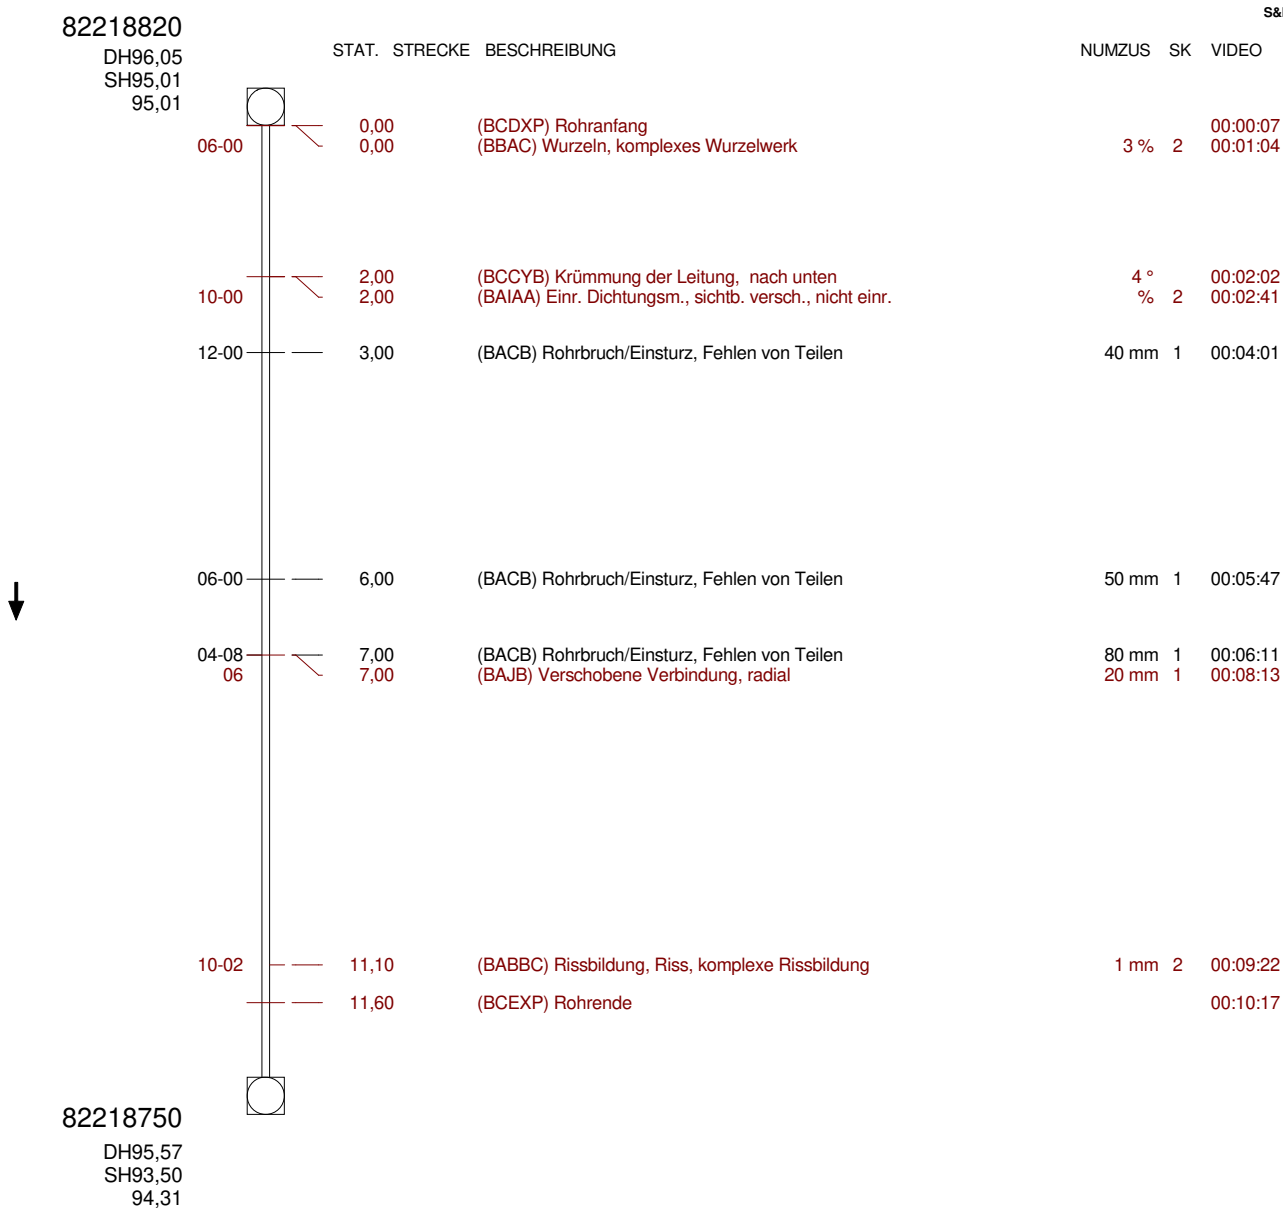 S&
82218820
DH96,05
SH95,01
95,01
STAT. STRECKE BESCHREIBUNG NUMZUS SK VIDEO
0,00 (BCDXP) Rohranfang 00:00:07
06-00 0,00 (BBAC) Wurzeln, komplexes Wurzelwerk 3 % 2 00:01:04
2,00 (BCCYB) Krümmung der Leitung, nach unten 4 ° 00:02:02
10-00 2,00 (BAIAA) Einr. Dichtungsm., sichtb. versch., nicht einr. % 2 00:02:41
12-00 3,00 (BACB) Rohrbruch/Einsturz, Fehlen von Teilen 40 mm 1 00:04:01
06-00 6,00 (BACB) Rohrbruch/Einsturz, Fehlen von Teilen 50 mm 1 00:05:47
04-08 7,00 (BACB) Rohrbruch/Einsturz, Fehlen von Teilen 80 mm 1 00:06:11
06 7,00 (BAJB) Verschobene Verbindung, radial 20 mm 1 00:08:13
10-02 11,10 (BABBC) Rissbildung, Riss, komplexe Rissbildung 1 mm 2 00:09:22
11,60 (BCEXP) Rohrende 00:10:17
82218750
DH95,57
SH93,50
94,31